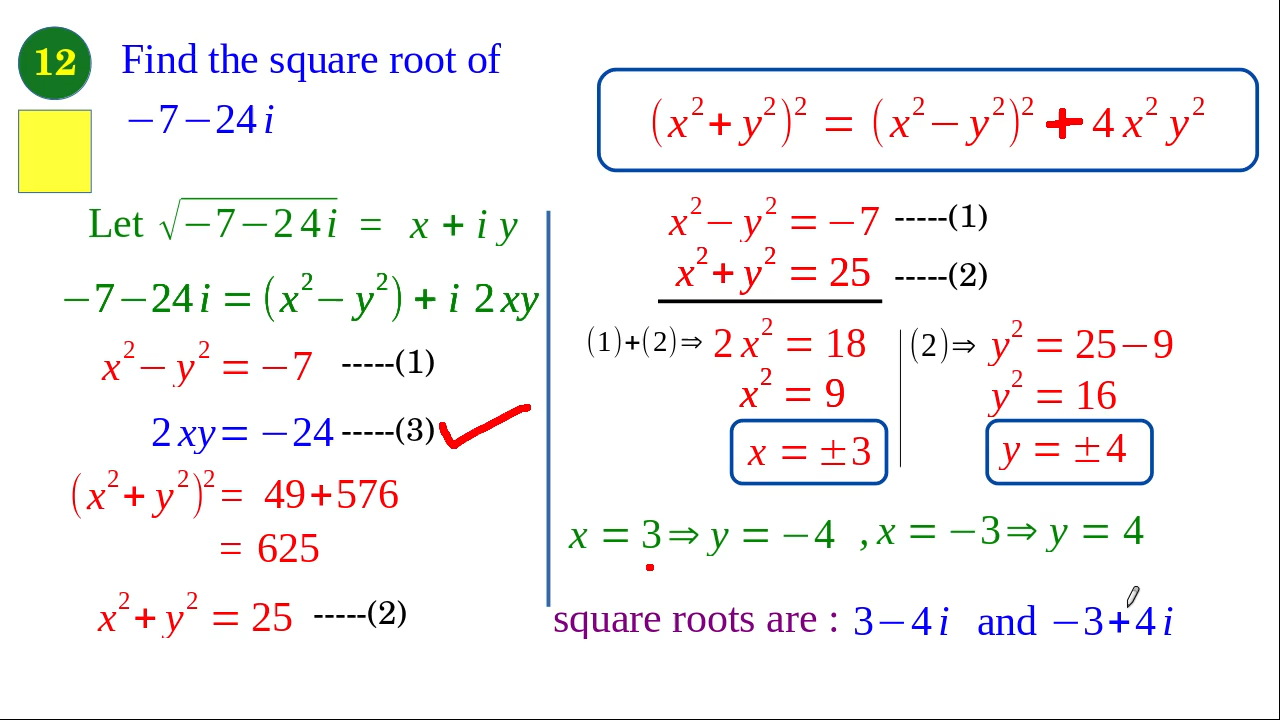 12
Find the square root of
−7−24i
(x²+y²)² = (x²−y²)² + 4x²y²
Let √−7−24i = x + iy
−7−24i = (x²−y²) + i 2xy
x²−y² = −7 -----(1)
2xy = −24 -----(3)
(x²+y²)² = 49+576
= 625
x²+y² = 25 -----(2)
x²−y² = −7 -----(1)
x²+y² = 25 -----(2)
(1)+(2)⇒ 2x² = 18
x² = 9
x = ±3
(2)⇒ y² = 25−9
y² = 16
y = ±4
x = 3⇒ y = −4 , x = −3⇒ y = 4
square roots are : 3−4i and −3+4i